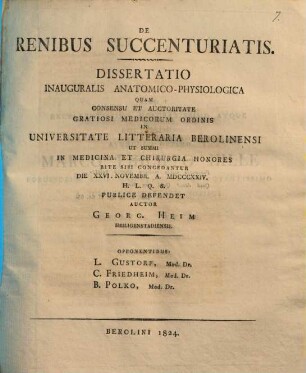 7.
DE
RENIBUS SUCCENTURIATIS.
DISSERTATIO
INAUGURALIS ANATOMICO-PHYSIOLOGICA
QUAM
CONSENSU ET AUCTORITATE
GRATIOSI MEDICORUM ORDINIS
IN
UNIVERSITATE LITTERARIA BEROLINENSI
UT SUMMI
IN MEDICINA ET CHIRURGIA HONORES
RITE SIBI CONCEDANTUR
DIE XXVI. NOVEMBR. A. MDCCCXXIV.
H. L. Q. S.
PUBLICE DEFENDET
AUCTOR
GEORG. HEIM
HEILIGENSTADIENSIS.
OPPONENTIBUS:
L. GUSTORF, Med. Dr.
C. FRIEDHEIM, Med. Dr.
B. POLKO, Med. Dr.
BEROLINI 1824.